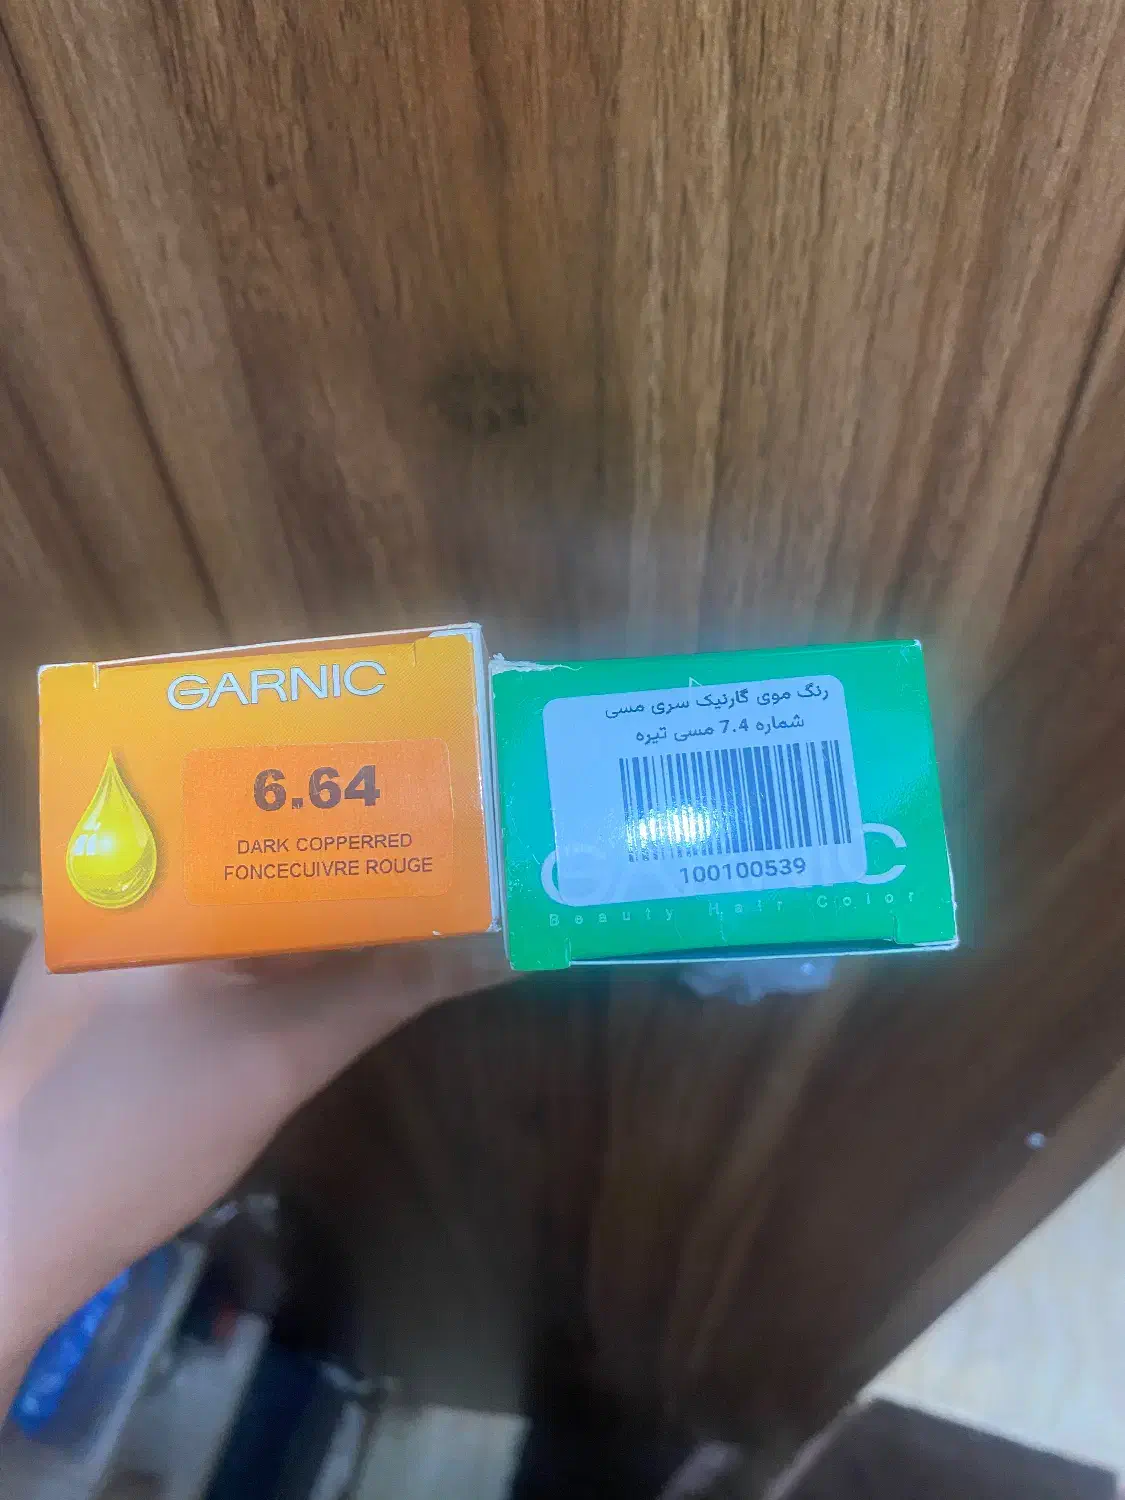 GARNIC
6.64
DARK COPPERRED
FONCECUIVRE ROUGE
رنگ موی گارنیک سری مسی
شماره 7.4 مسی تیره
100100539
GARNIC
Beauty Hair Color